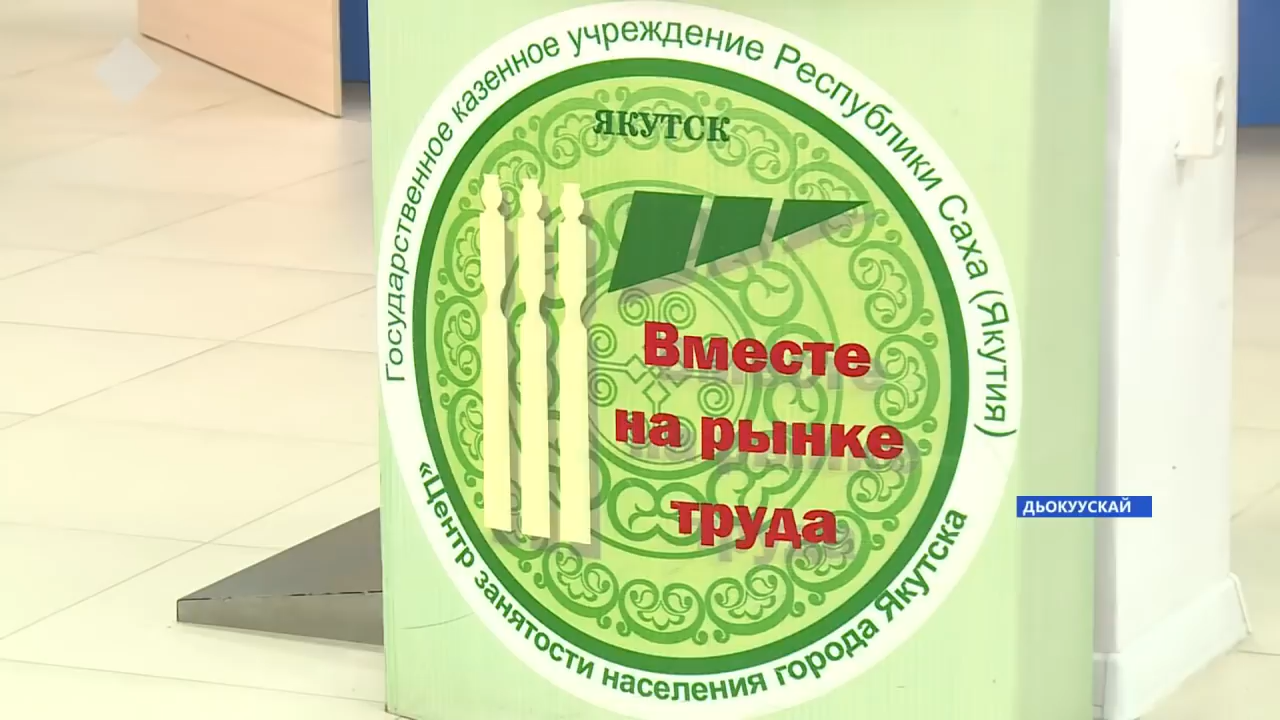 Государственное казенное учреждение Республики Саха (Якутия)
ЯКУТСК
Вместе
на рынке
труда
«Центр занятости населения города Якутска
ДЬОКУУСКАЙ